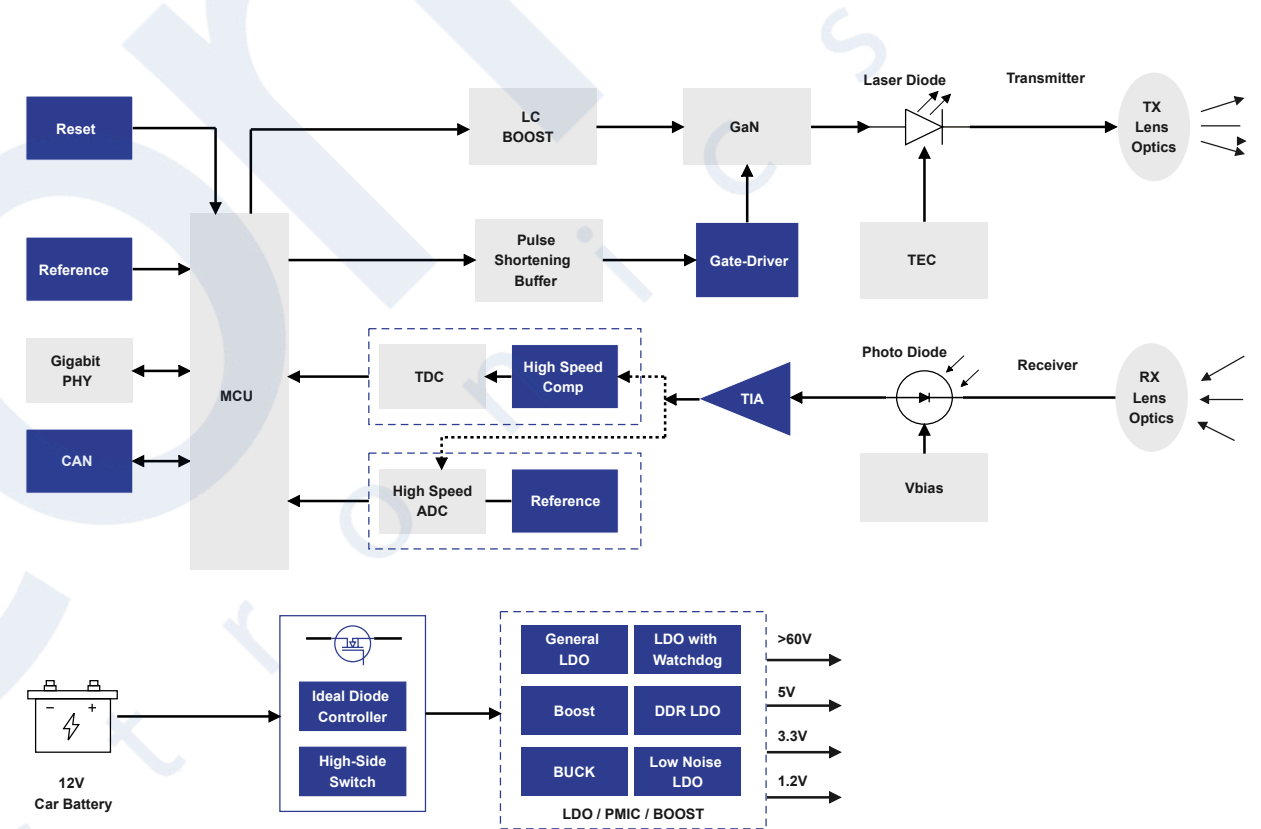 Laser Diode
Transmitter
Reset
LC
BOOST
GaN
TX
Lens
Optics
Reference
Pulse
Shortening
Buffer
Gate-Driver
TEC
Gigabit
PHY
MCU
TDC
High Speed
Comp
TIA
Photo Diode
Receiver
RX
Lens
Optics
CAN
High Speed
ADC
Reference
Vbias
12V
Car Battery
Ideal Diode
Controller
High-Side
Switch
General
LDO
LDO with
Watchdog
Boost
DDR LDO
BUCK
Low Noise
LDO
LDO / PMIC / BOOST
>60V
5V
3.3V
1.2V